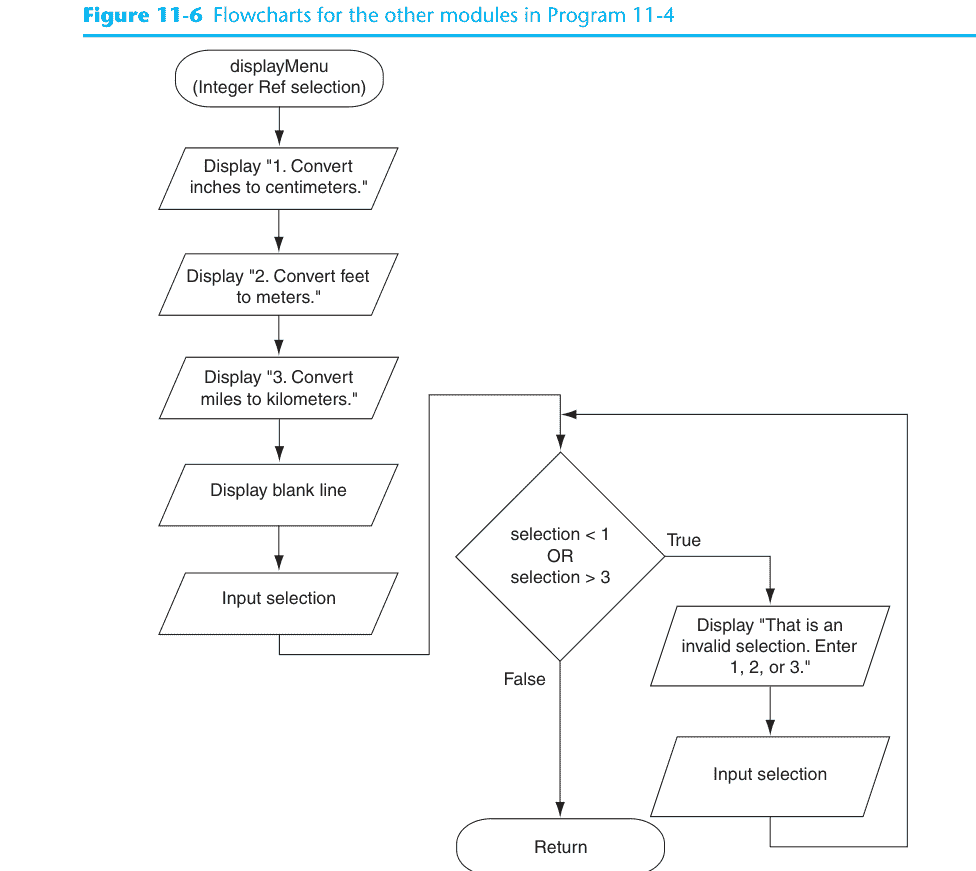 Figure 11-6 Flowcharts for the other modules in Program 11-4
displayMenu
(Integer Ref selection)
Display "1. Convert
inches to centimeters."
Display "2. Convert feet
to meters."
Display "3. Convert
miles to kilometers."
Display blank line
Input selection
selection < 1
OR
selection > 3
True
Display "That is an
invalid selection. Enter
1, 2, or 3."
Input selection
False
Return